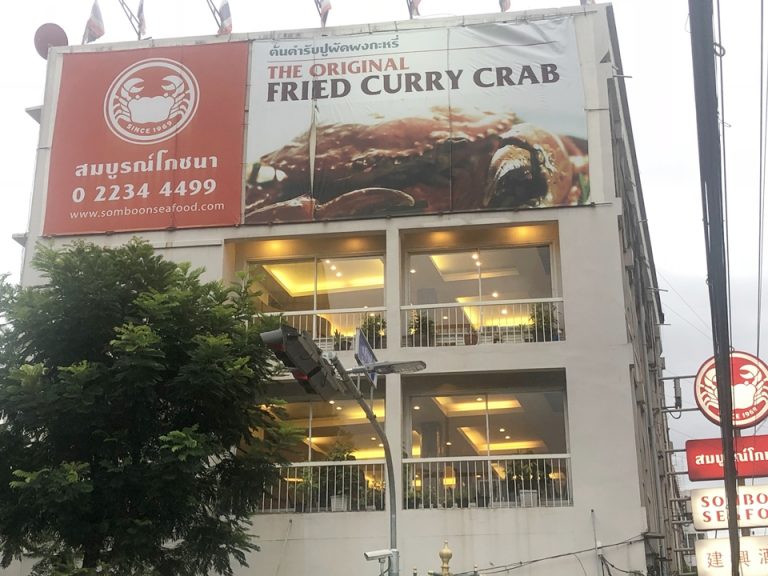 ต้นตำรับปูผัดผงกะหรี่
THE ORIGINAL
FRIED CURRY CRAB
SINCE 1969
สมบูรณ์โภชนา
0 2234 4499
www.somboonseafood.com
SINCE 1969
สมบูรณ์โภ
SOMBO
SEAFO
建興酒